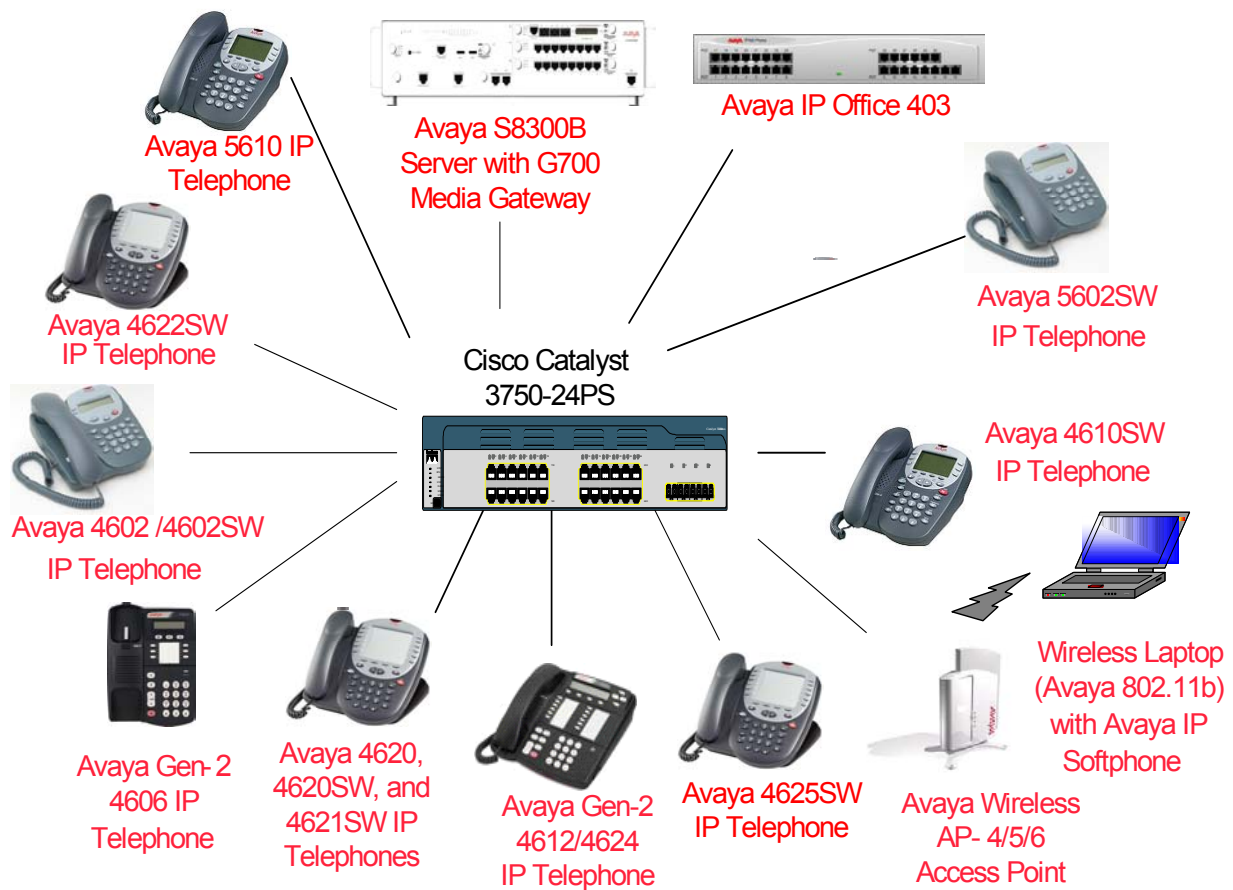 Avaya 5610 IP
Telephone
Avaya S8300B
Server with G700
Media Gateway
Avaya IP Office 403
Avaya 5602SW
IP Telephone
Avaya 4622SW
IP Telephone
Cisco Catalyst
3750-24PS
Avaya 4602 /4602SW
IP Telephone
Avaya 4610SW
IP Telephone
Wireless Laptop
(Avaya 802.11b)
with Avaya IP
Softphone
Avaya Gen- 2
4606 IP
Telephone
Avaya 4620,
4620SW, and
4621SW IP
Telephones
Avaya Gen-2
4612/4624
IP Telephone
Avaya 4625SW
IP Telephone
Avaya Wireless
AP- 4/5/6
Access Point